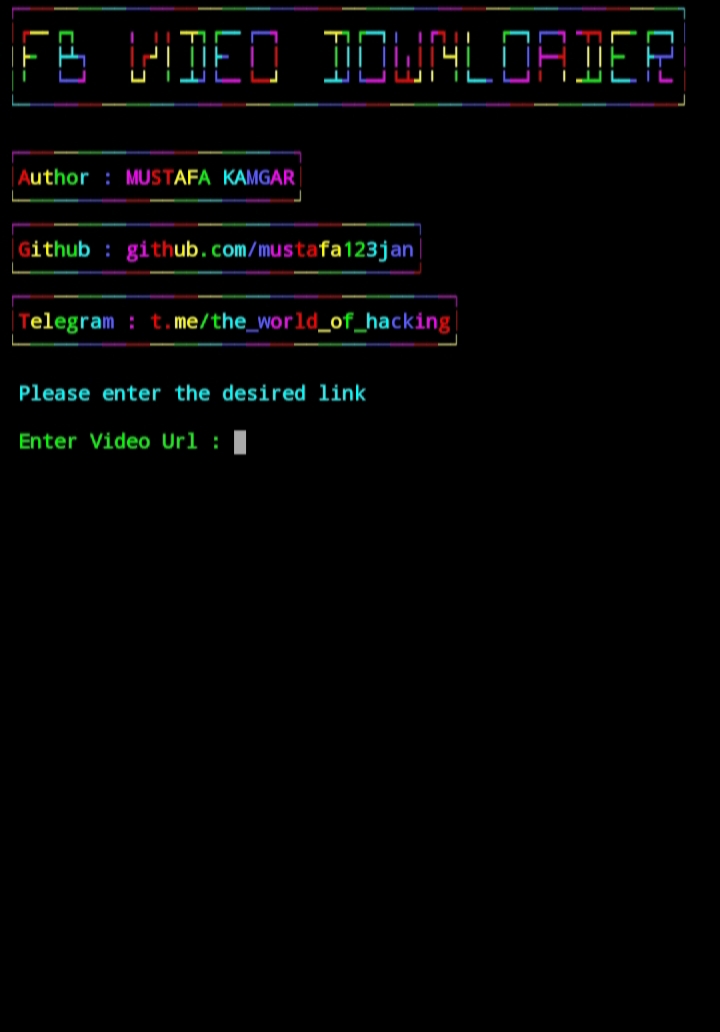 FB VIDEO DOWNLOADER
Author : MUSTAFA KAMGAR
Github : github.com/mustafa123jan
Telegram : t.me/the_world_of_hacking
Please enter the desired link
Enter Video Url :